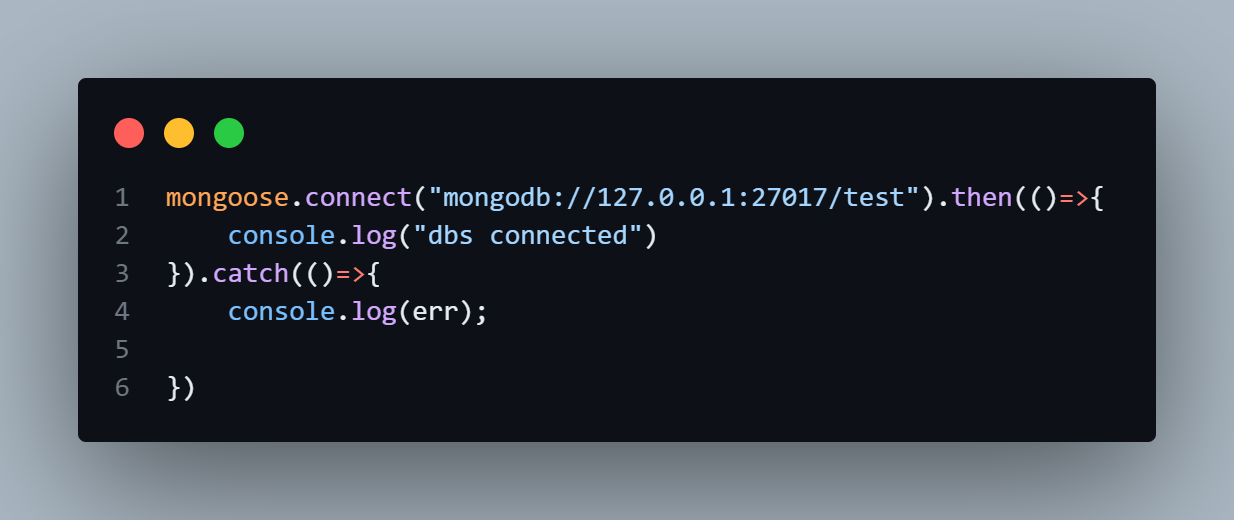 1 mongoose.connect("mongodb://127.0.0.1:27017/test").then(()=>{
2     console.log("dbs connected")
3 }).catch(()=>{
4     console.log(err);
5
6 })